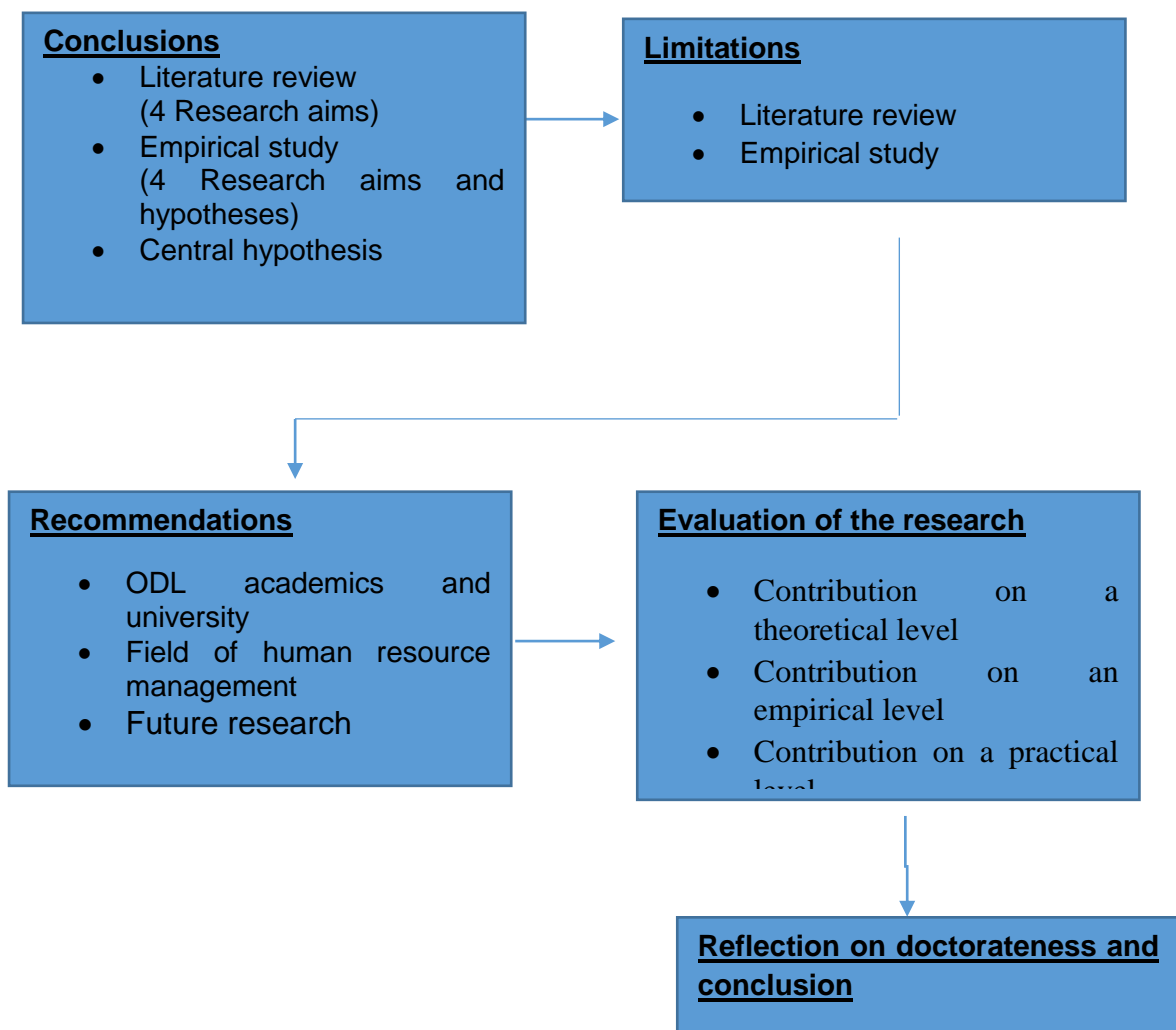 Conclusions
• Literature review
(4 Research aims)
• Empirical study
(4 Research aims and
hypotheses)
• Central hypothesis
Limitations
• Literature review
• Empirical study
Recommendations
• ODL academics and
university
• Field of human resource
management
• Future research
Evaluation of the research
• Contribution on a
theoretical level
• Contribution on an
empirical level
• Contribution on a practical
level
Reflection on doctorateness and
conclusion